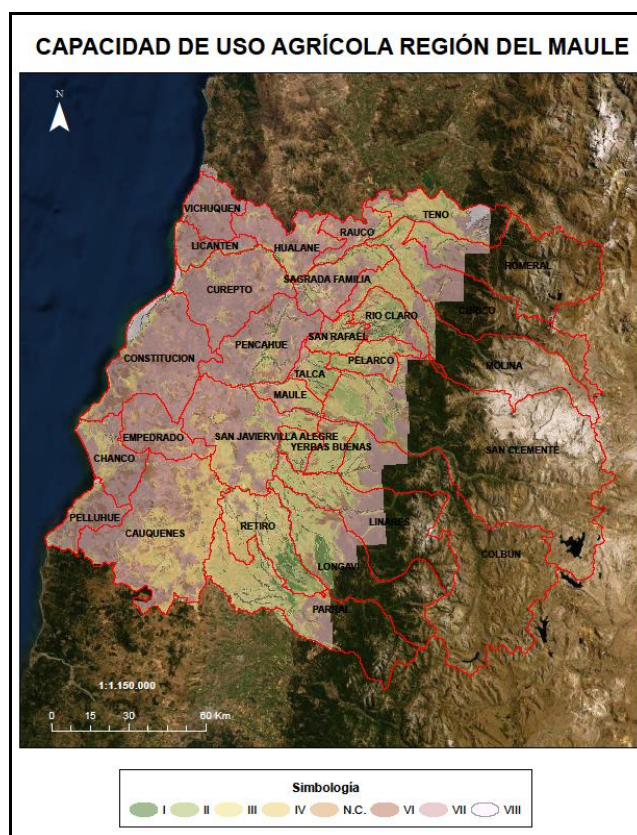 CAPACIDAD DE USO AGRÍCOLA REGIÓN DEL MAULE
N
VICHUQUEN
TENO
RAUCO
LICANTEN
HUALANE
ROMERAL
SAGRADA FAMILIA
CUREPTO
CURICO
RIO CLARO
PENCAHUE
SAN RAFAEL
CONSTITUCION
PELARCO
MOLINA
TALCA
MAULE
EMPEDRADO
SAN JAVIER
VILLA ALEGRE
YERBAS BUENAS
SAN CLEMENTE
CHANCO
PELLUHUE
LINARES
RETIRO
CAUQUENES
COLBUN
LONGAVI
PARRAL
1:1.150.000
0 15 30 60 Km
Simbología
I II III IV N.C. VI VII VIII